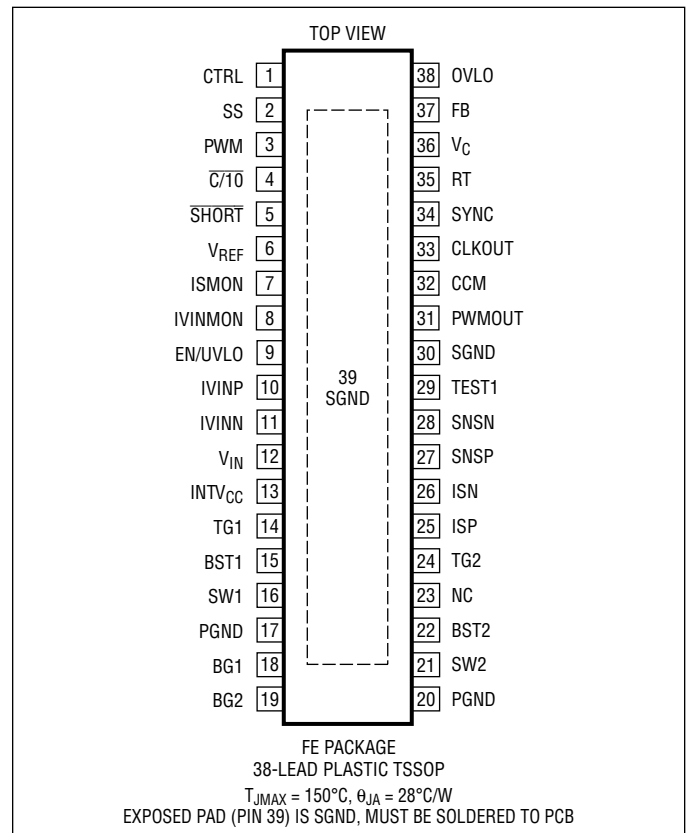 TOP VIEW
CTRL 1 38 OVLO
SS 2 37 FB
PWM 3 36 VC
C/10 4 35 RT
SHORT 5 34 SYNC
VREF 6 33 CLKOUT
ISMON 7 32 CCM
IVINMON 8 31 PWMOUT
EN/UVLO 9 30 SGND
IVINP 10 29 TEST1
IVINN 11 28 SNSN
VIN 12 27 SNSP
INTVCC 13 26 ISN
TG1 14 25 ISP
BST1 15 24 TG2
SW1 16 23 NC
PGND 17 22 BST2
BG1 18 21 SW2
BG2 19 20 PGND
39
SGND
FE PACKAGE
38-LEAD PLASTIC TSSOP
TJMAX = 150°C, θJA = 28°C/W
EXPOSED PAD (PIN 39) IS SGND, MUST BE SOLDERED TO PCB